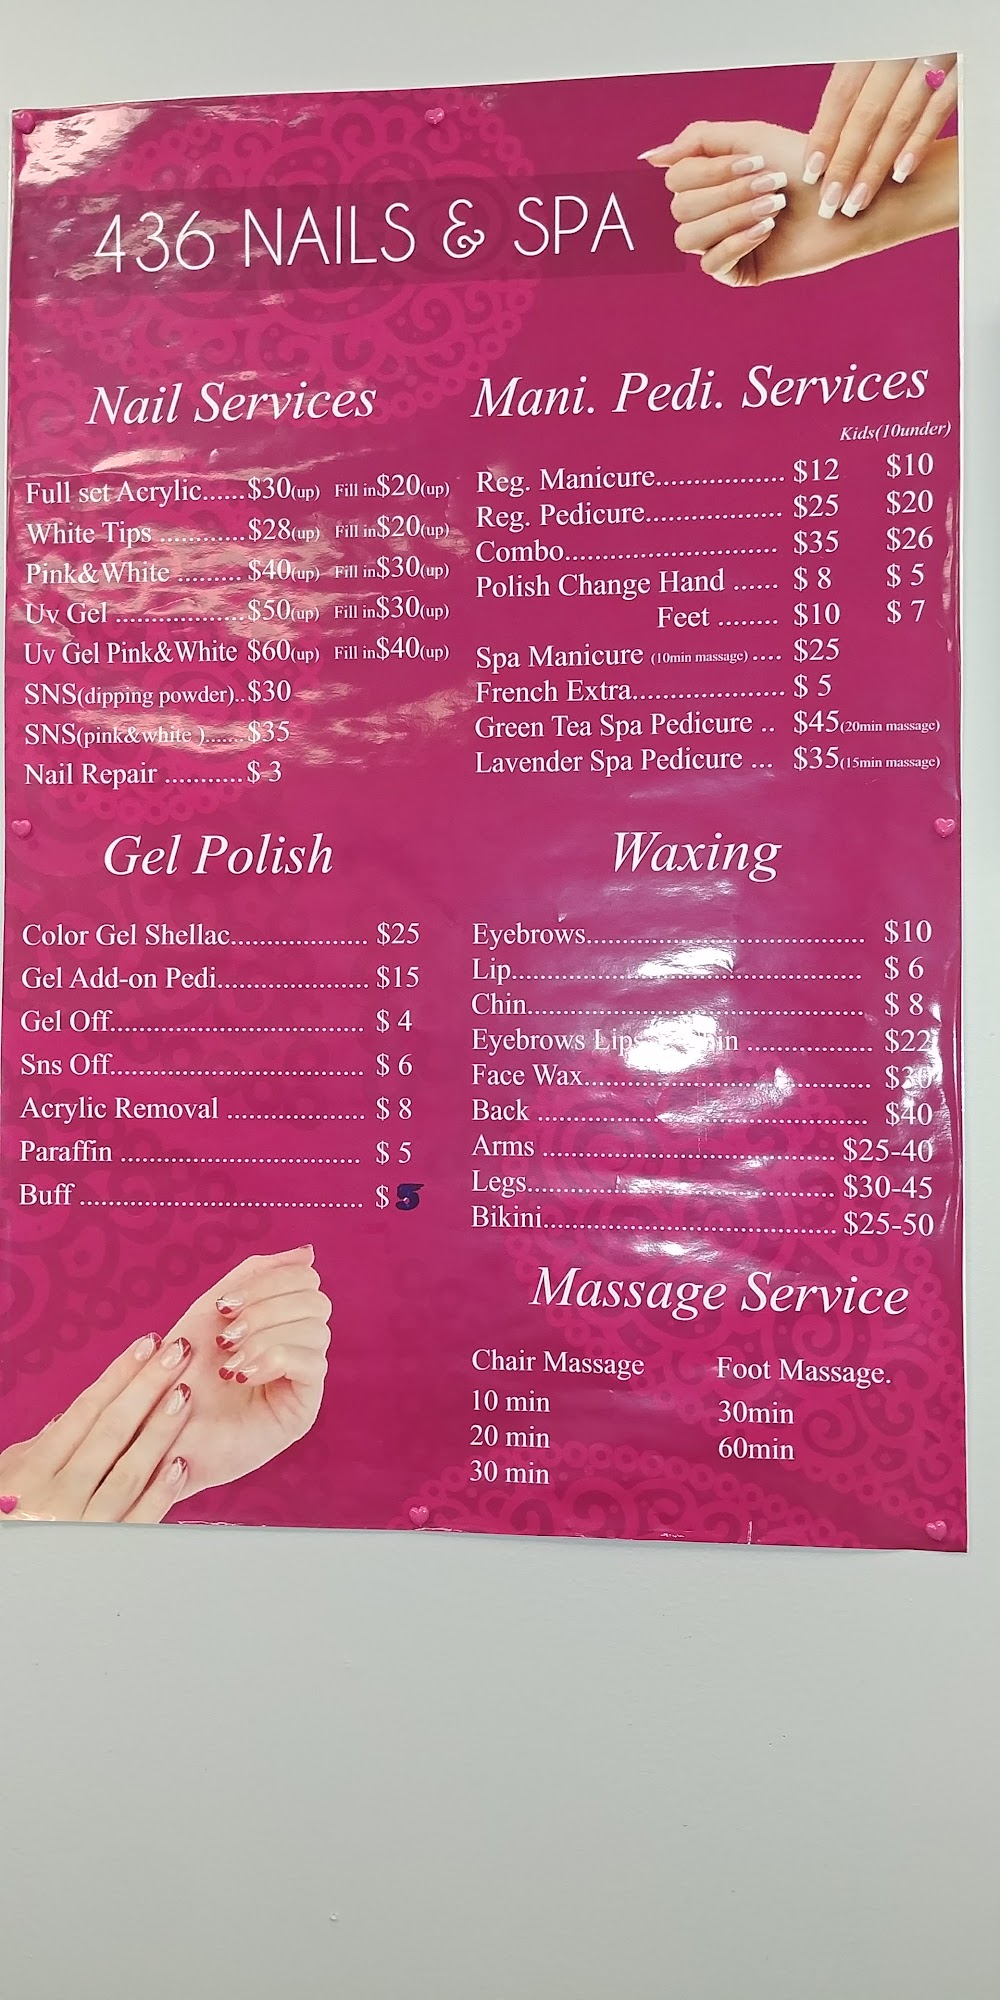 436 NAILS & SPA
Nail Services
Full set Acrylic......$30(up) Fill in$20(up)
White Tips ............$28(up) Fill in$20(up)
Pink&White ......... $40(up) Fill in$30(up)
Uv Gel ..................$50(up) Fill in$30(up)
Uv Gel Pink&White $60(up) Fill in$40(up)
SNS(dipping powder)..$30
SNS(pink&white ).......$35
Nail Repair ...........$ 3
Mani. Pedi. Services
Kids(10under)
Reg. Manicure.................. $12 $10
Reg. Pedicure................... $25 $20
Combo............................. $35 $26
Polish Change Hand ...... $ 8 $ 5
Feet ........ $10 $ 7
Spa Manicure (10min massage) .... $25
French Extra..................... $ 5
Green Tea Spa Pedicure .. $45(20min massage)
Lavender Spa Pedicure ... $35(15min massage)
Gel Polish
Color Gel Shellac................... $25
Gel Add-on Pedi..................... $15
Gel Off................................... $ 4
Sns Off................................... $ 6
Acrylic Removal ................... $ 8
Paraffin ................................. $ 5
Buff ....................................... $ 5
Waxing
Eyebrows...................................... $10
Lip................................................ $ 6
Chin.............................................. $ 8
Eyebrows Lip ................. $22
Face Wax....................................... $30
Back .............................................. $40
Arms ........................................ $25-40
Legs.......................................... $30-45
Bikini........................................ $25-50
Massage Service
Chair Massage Foot Massage.
10 min 30min
20 min 60min
30 min